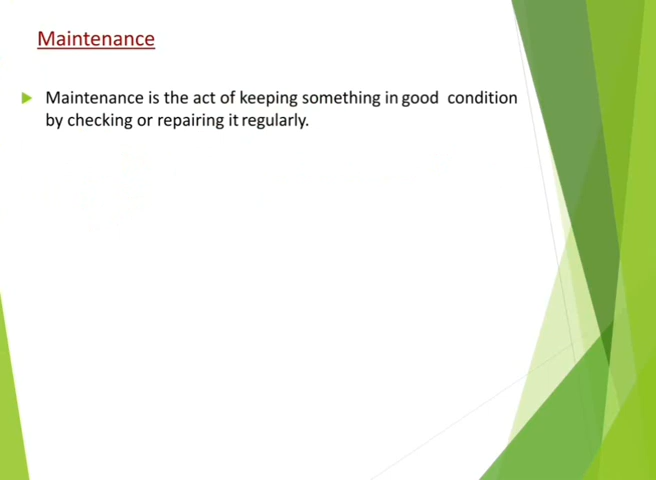 Maintenance
Maintenance is the act of keeping something in good condition
by checking or repairing it regularly.